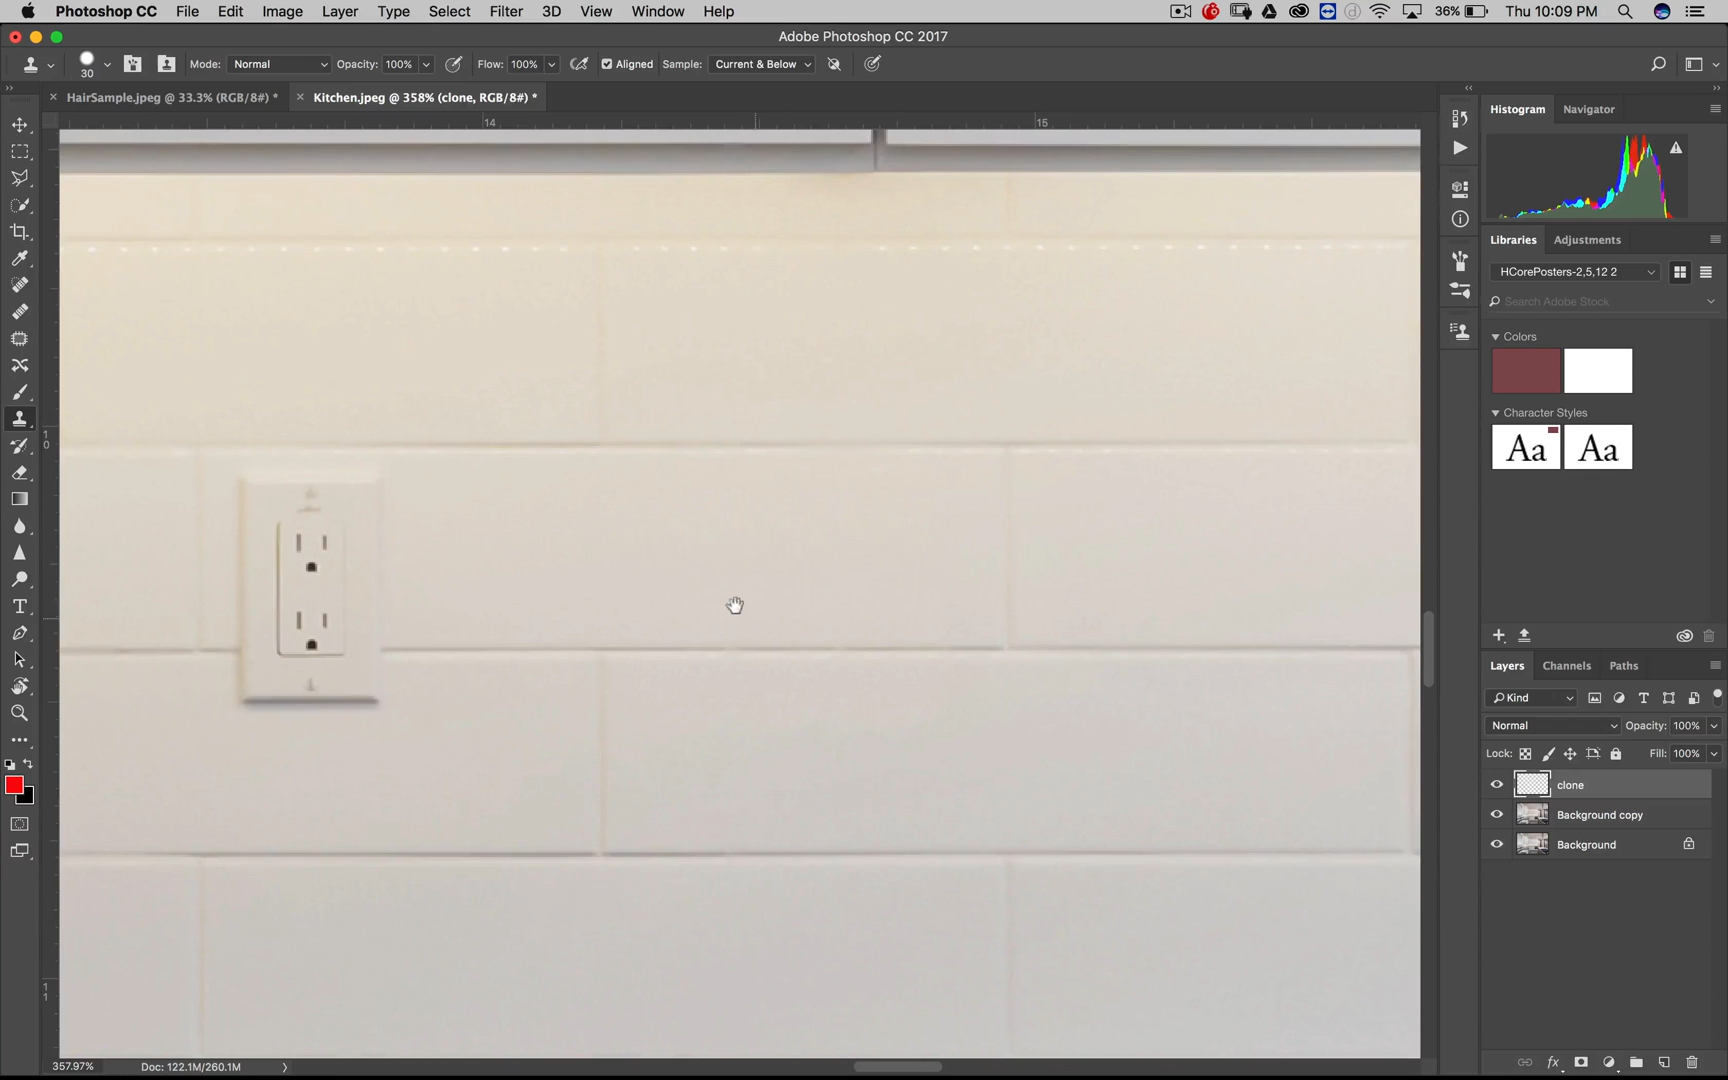 Photoshop CC File Edit Image Layer Type Select Filter 3D View Window Help 36% Thu 10:09 PM
Adobe Photoshop CC 2017
30 Mode: Normal Opacity: 100% Flow: 100% Aligned Sample: Current & Below
HairSample.jpeg @ 33.3% (RGB/8#) * Kitchen.jpeg @ 358% (clone, RGB/8#) *
14 15
Histogram Navigator
Libraries Adjustments
HCorePosters-2,5,12 2
Search Adobe Stock
Colors
Character Styles
Aa Aa
10
11
Layers Channels Paths
Kind
Normal Opacity: 100%
Lock: Fill: 100%
clone
Background copy
Background
fx
357.97% Doc: 122.1M/260.1M